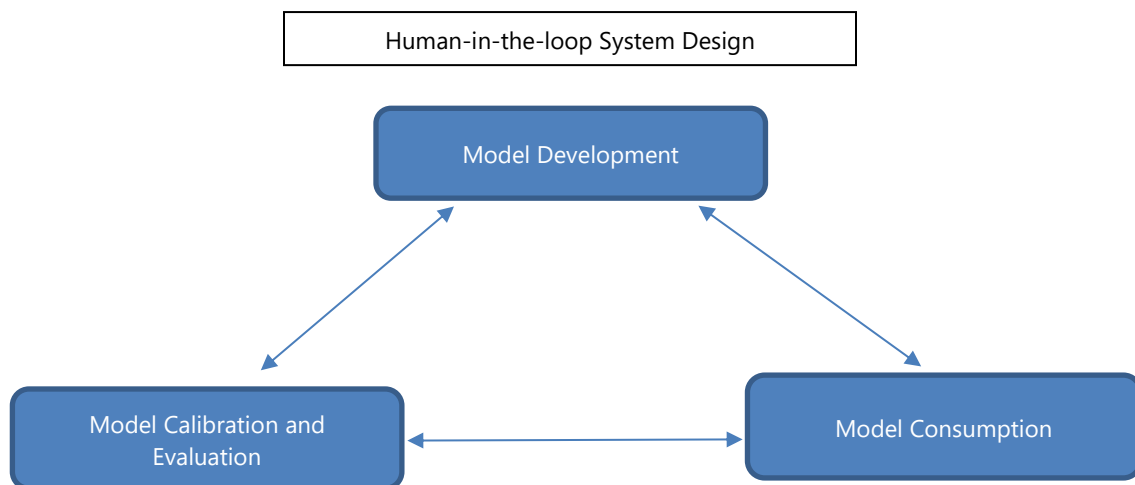 Human-in-the-loop System Design
Model Development
Model Calibration and
Evaluation
Model Consumption